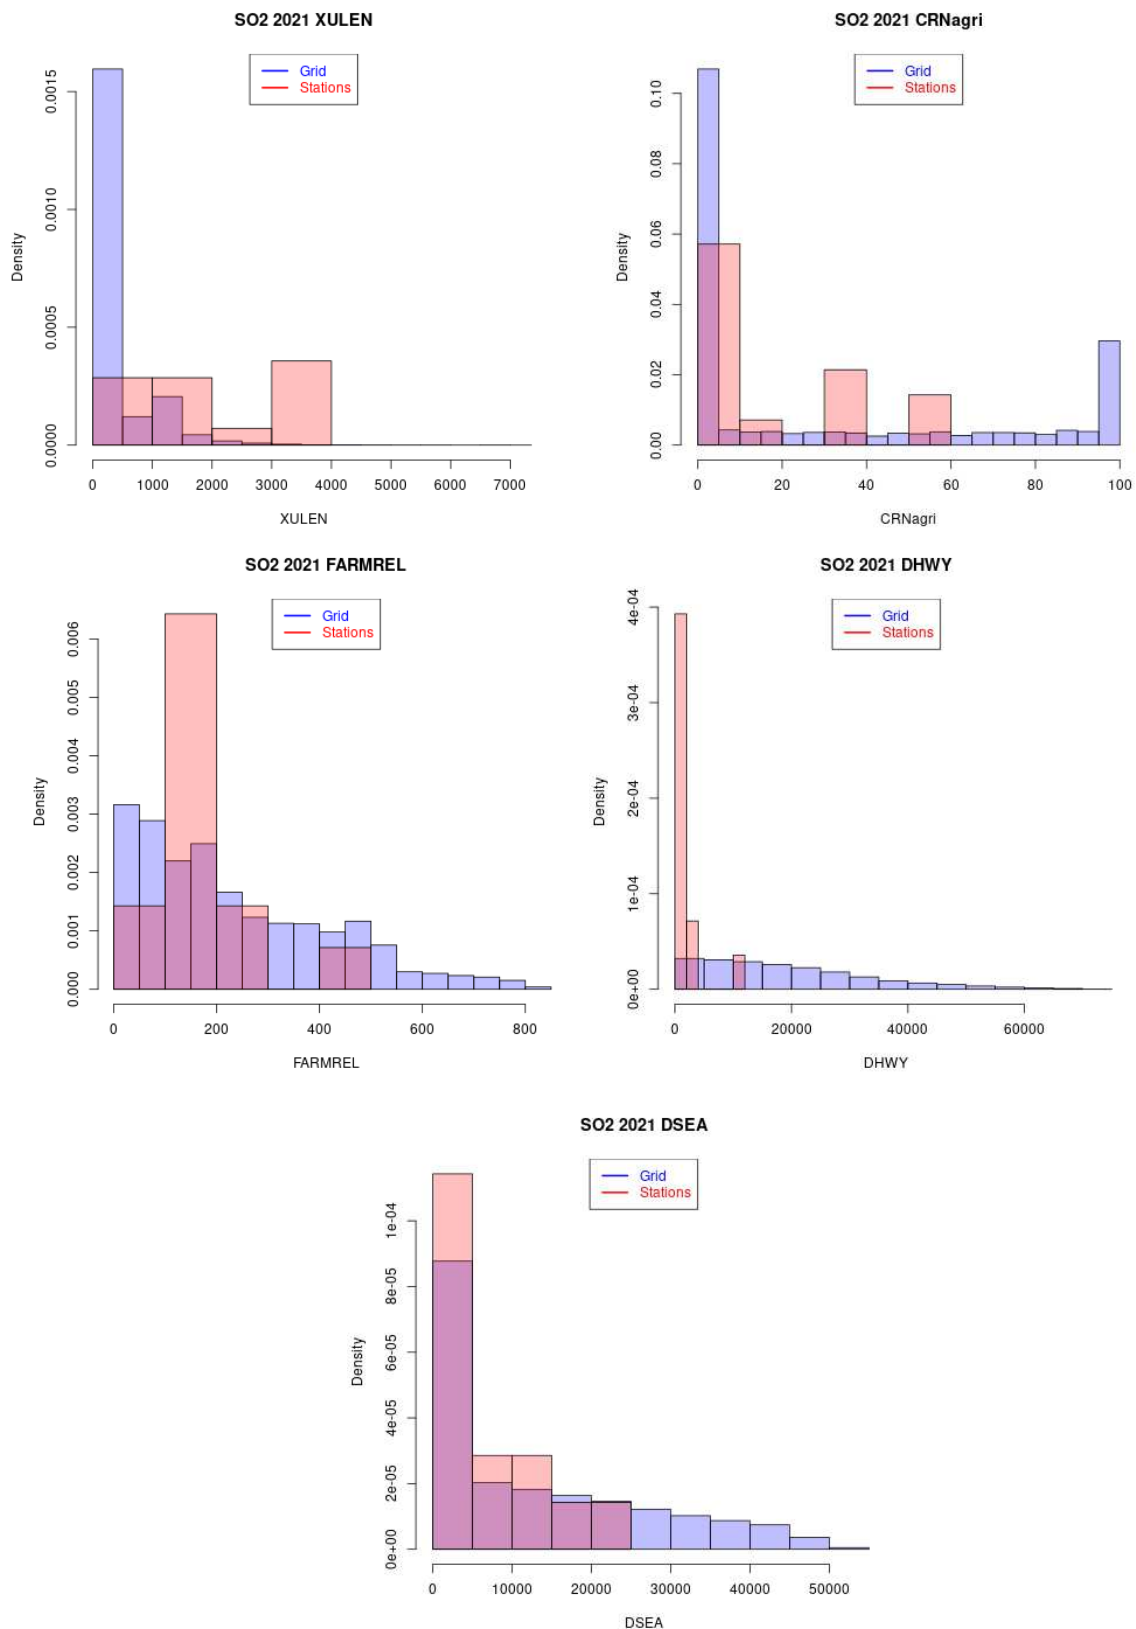 SO2 2021 XULEN
Grid
Stations
Density
0.0000
0.0005
0.0010
0.0015
0 1000 2000 3000 4000 5000 6000 7000
XULEN
SO2 2021 CRNagri
Grid
Stations
Density
0.00
0.02
0.04
0.06
0.08
0.10
0 20 40 60 80 100
CRNagri
SO2 2021 FARMREL
Grid
Stations
Density
0.000
0.001
0.002
0.003
0.004
0.005
0.006
0 200 400 600 800
FARMREL
SO2 2021 DHWY
Grid
Stations
Density
0e+00
1e-04
2e-04
3e-04
4e-04
0 20000 40000 60000
DHWY
SO2 2021 DSEA
Grid
Stations
Density
0e+00
2e-05
4e-05
6e-05
8e-05
1e-04
0 10000 20000 30000 40000 50000
DSEA